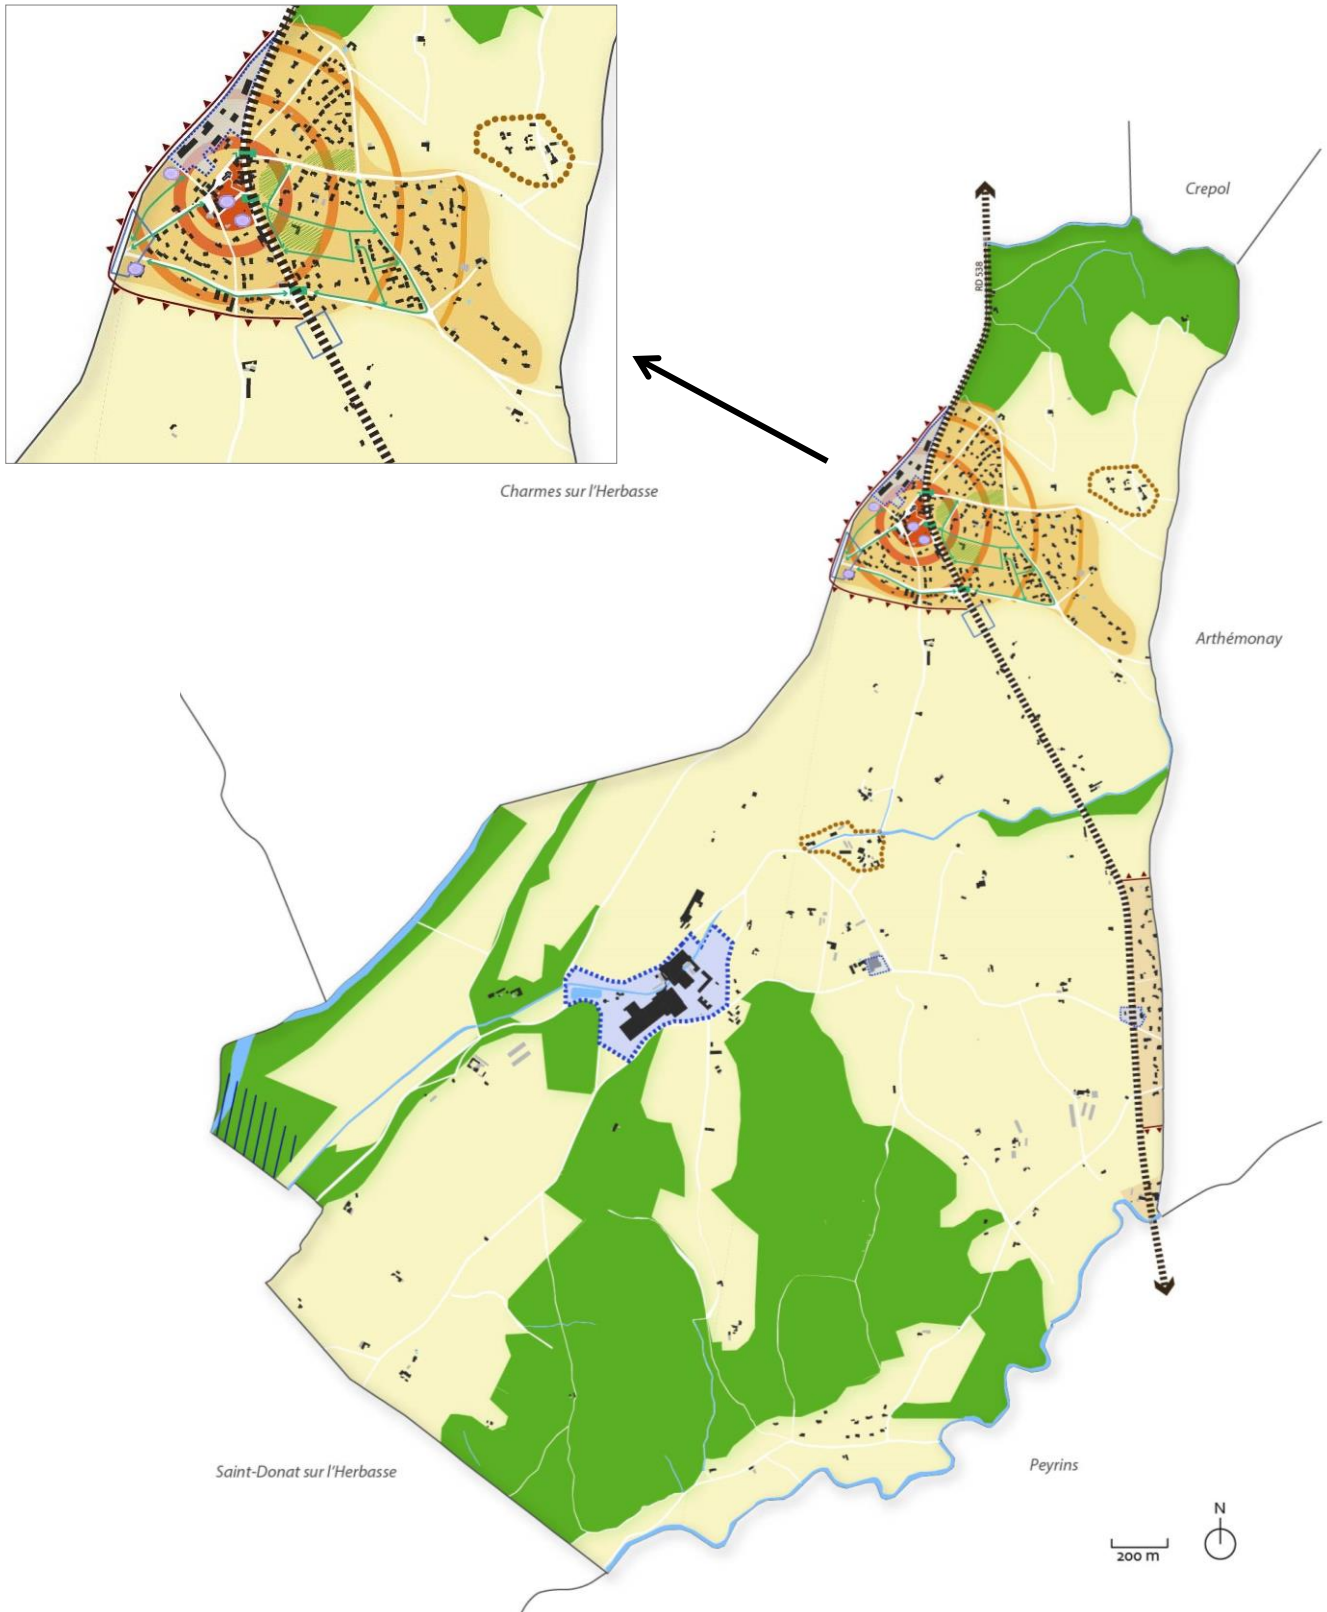 Crepol
RD 538
Charmes sur l'Herbasse
Arthémonay
Saint-Donat sur l'Herbasse
Peyrins
N
200 m